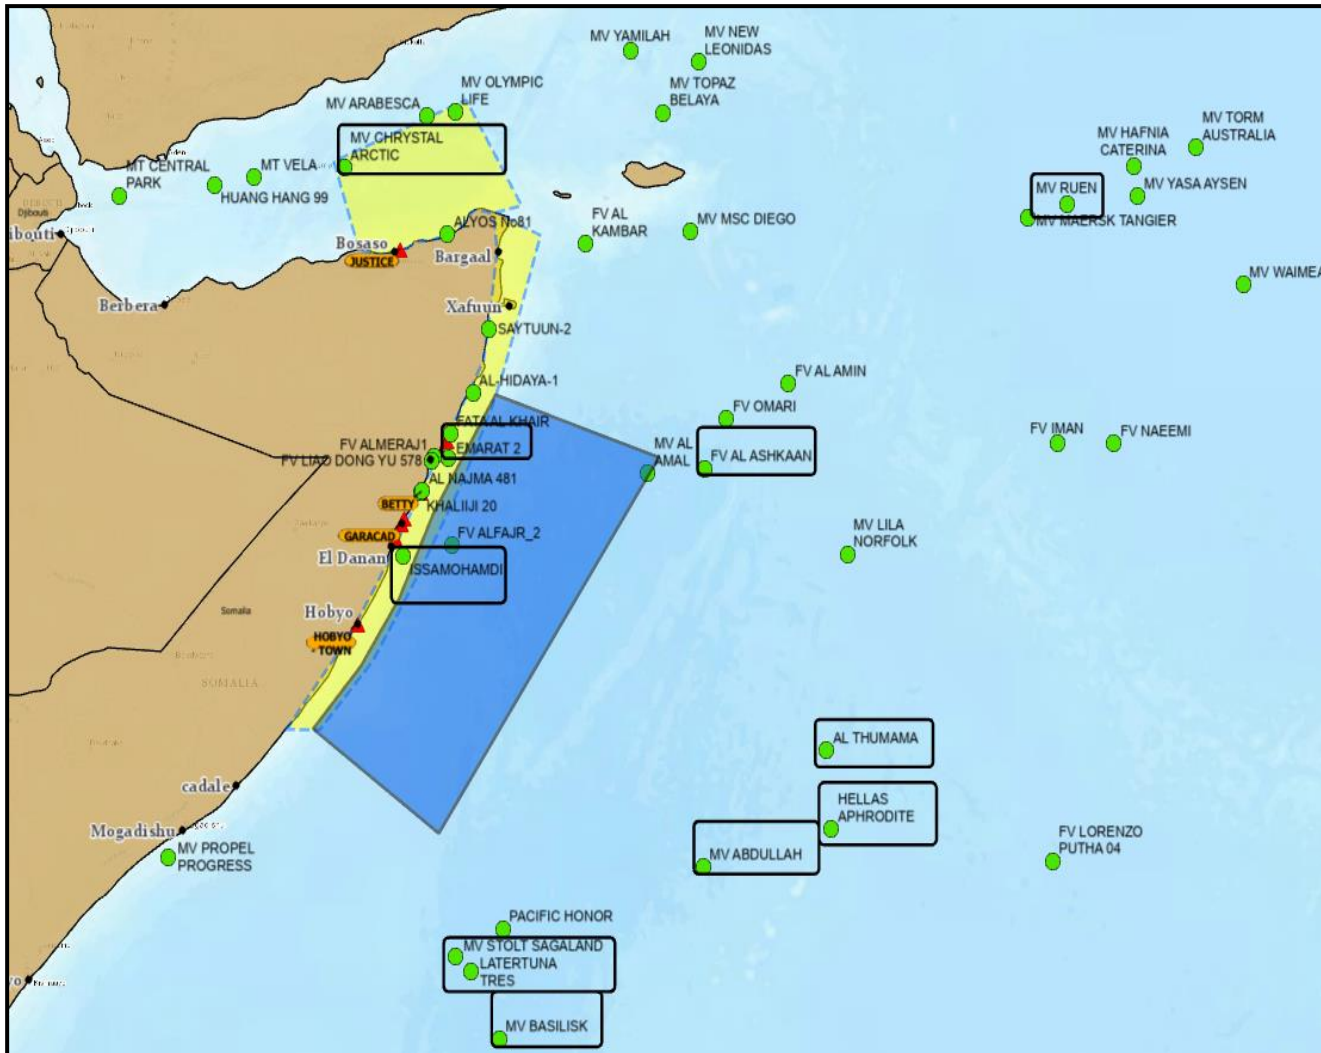 MV YAMILAH
MV NEW
LEONIDAS
MV TOPAZ
BELAYA
MV OLYMPIC
LIFE
MV ARABESCA
MV CHRYSTAL
ARCTIC
MT VELA
MT CENTRAL
PARK
HUANG HANG 99
MV TORM
AUSTRALIA
MV HAFNIA
CATERINA
MV RUEN
MV YASA AYSEN
MV MAERSK TANGIER
Djibouti
ibouti
ALYOS No81
FV AL
KAMBAR
MV MSC DIEGO
Bosaso
JUSTICE
Bargaal
MV WAIMEA
Berbera
Xafuun
SAYTUUN-2
AL-HIDAYA-1
FV AL AMIN
FV OMARI
FATA AL KHAIR
FV ALMERAJ1
EMARAT 2
FV LIAO DONG YU 578
MV AL
AMAL
FV AL ASHKAAN
FV IMAN
FV NAEEMI
AL NAJMA 481
BETTY
KHALIIJI 20
GARACAD
FV ALFAJR_2
MV LILA
NORFOLK
El Danan
ISSAMOHAMDI
Somalia
Hobyo
HOBYO
TOWN
SOMALIA
AL THUMAMA
cadale
HELLAS
APHRODITE
Mogadishu
MV PROPEL
PROGRESS
MV ABDULLAH
FV LORENZO
PUTHA 04
PACIFIC HONOR
MV STOLT SAGALAND
LATERTUNA
TRES
yo
MV BASILISK